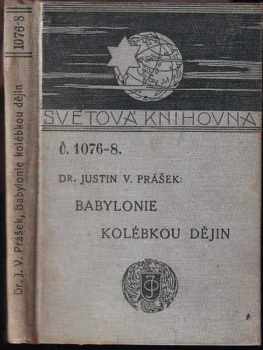 1076-8
Dr. J. V. Prášek, Babylonie kolébkou dějin
SVĚTOVÁ KNIHOVNA
Č. 1076-8.
DR. JUSTIN V. PRÁŠEK:
BABYLONIE
KOLÉBKOU DĚJIN